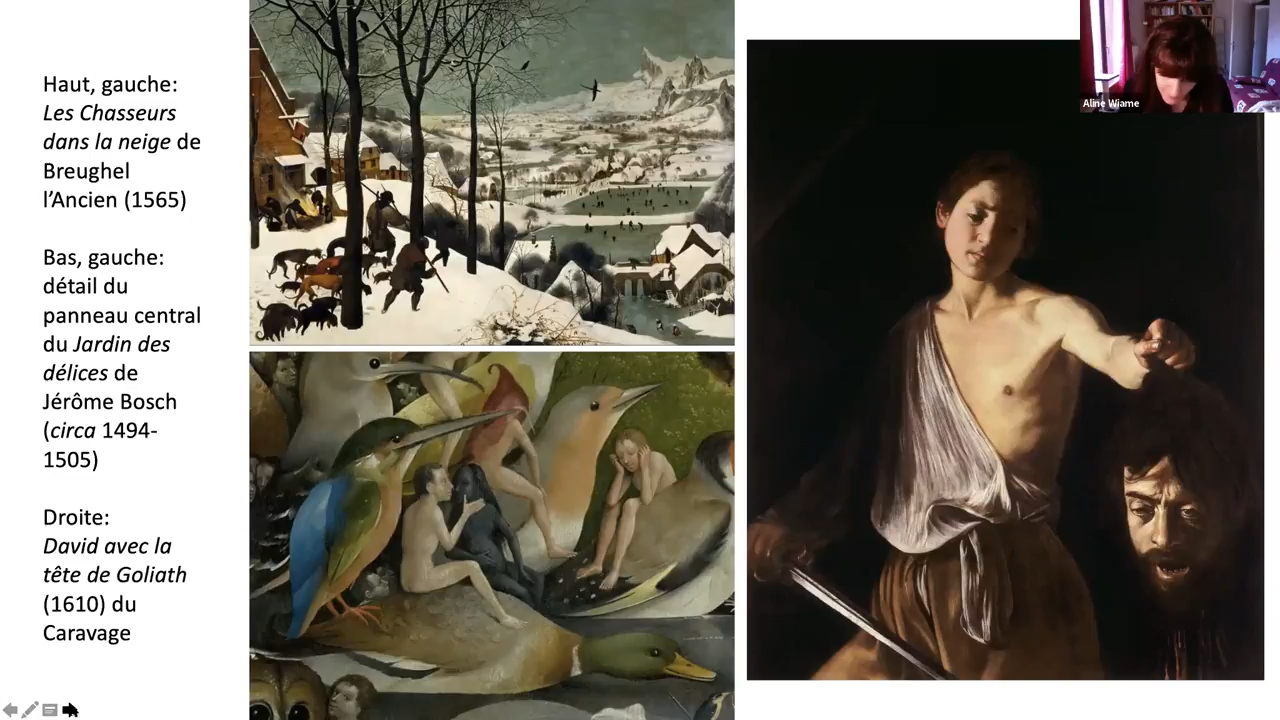 Haut, gauche:
Les Chasseurs
dans la neige de
Breughel
l’Ancien (1565)
Bas, gauche:
détail du
panneau central
du Jardin des
délices de
Jérôme Bosch
(circa 1494-
1505)
Droite:
David avec la
tête de Goliath
(1610) du
Caravage
Aline Wiame